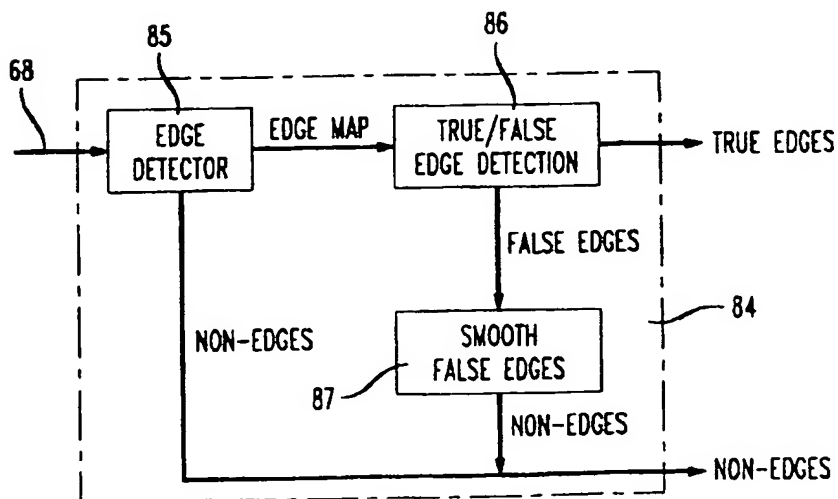 85
86
68
EDGE
DETECTOR
EDGE MAP
TRUE/FALSE
EDGE DETECTION
TRUE EDGES
FALSE EDGES
NON-EDGES
SMOOTH
FALSE EDGES
84
87
NON-EDGES
NON-EDGES